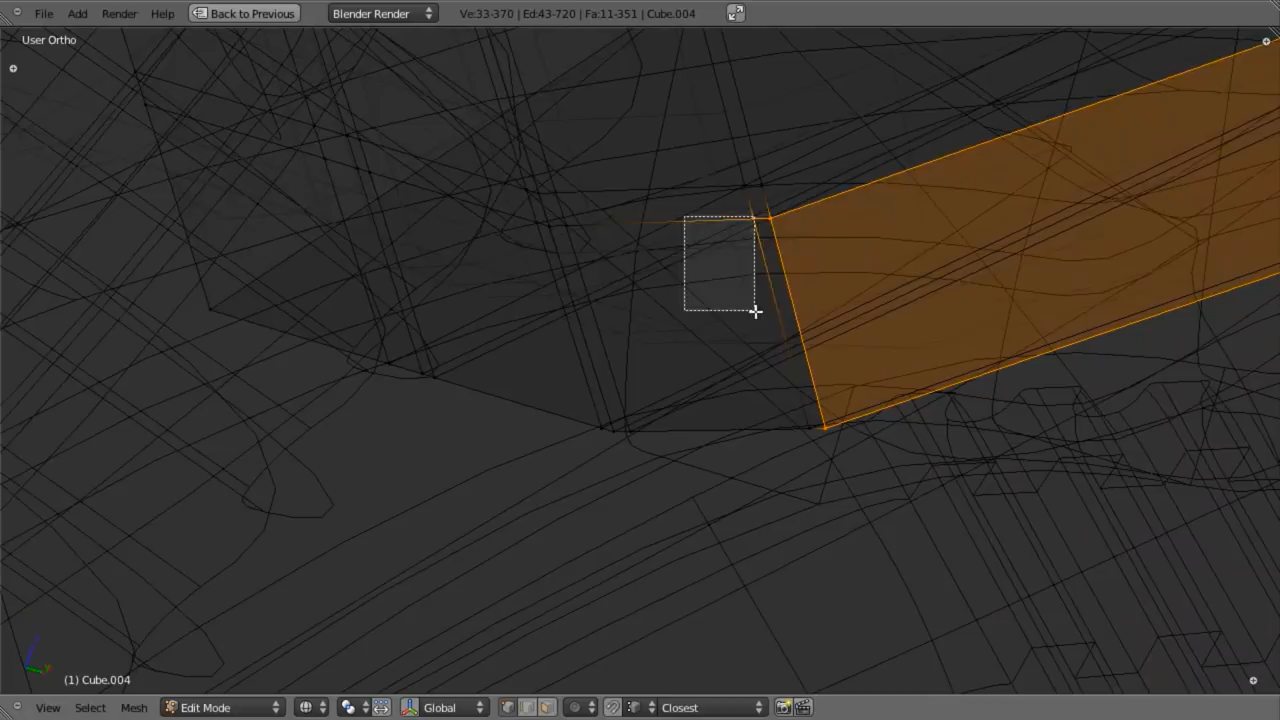 File Add Render Help Back to Previous Blender Render Ve:33-370 | Ed:43-720 | Fa:11-351 | Cube.004
User Ortho
(1) Cube.004
View Select Mesh Edit Mode Global Closest